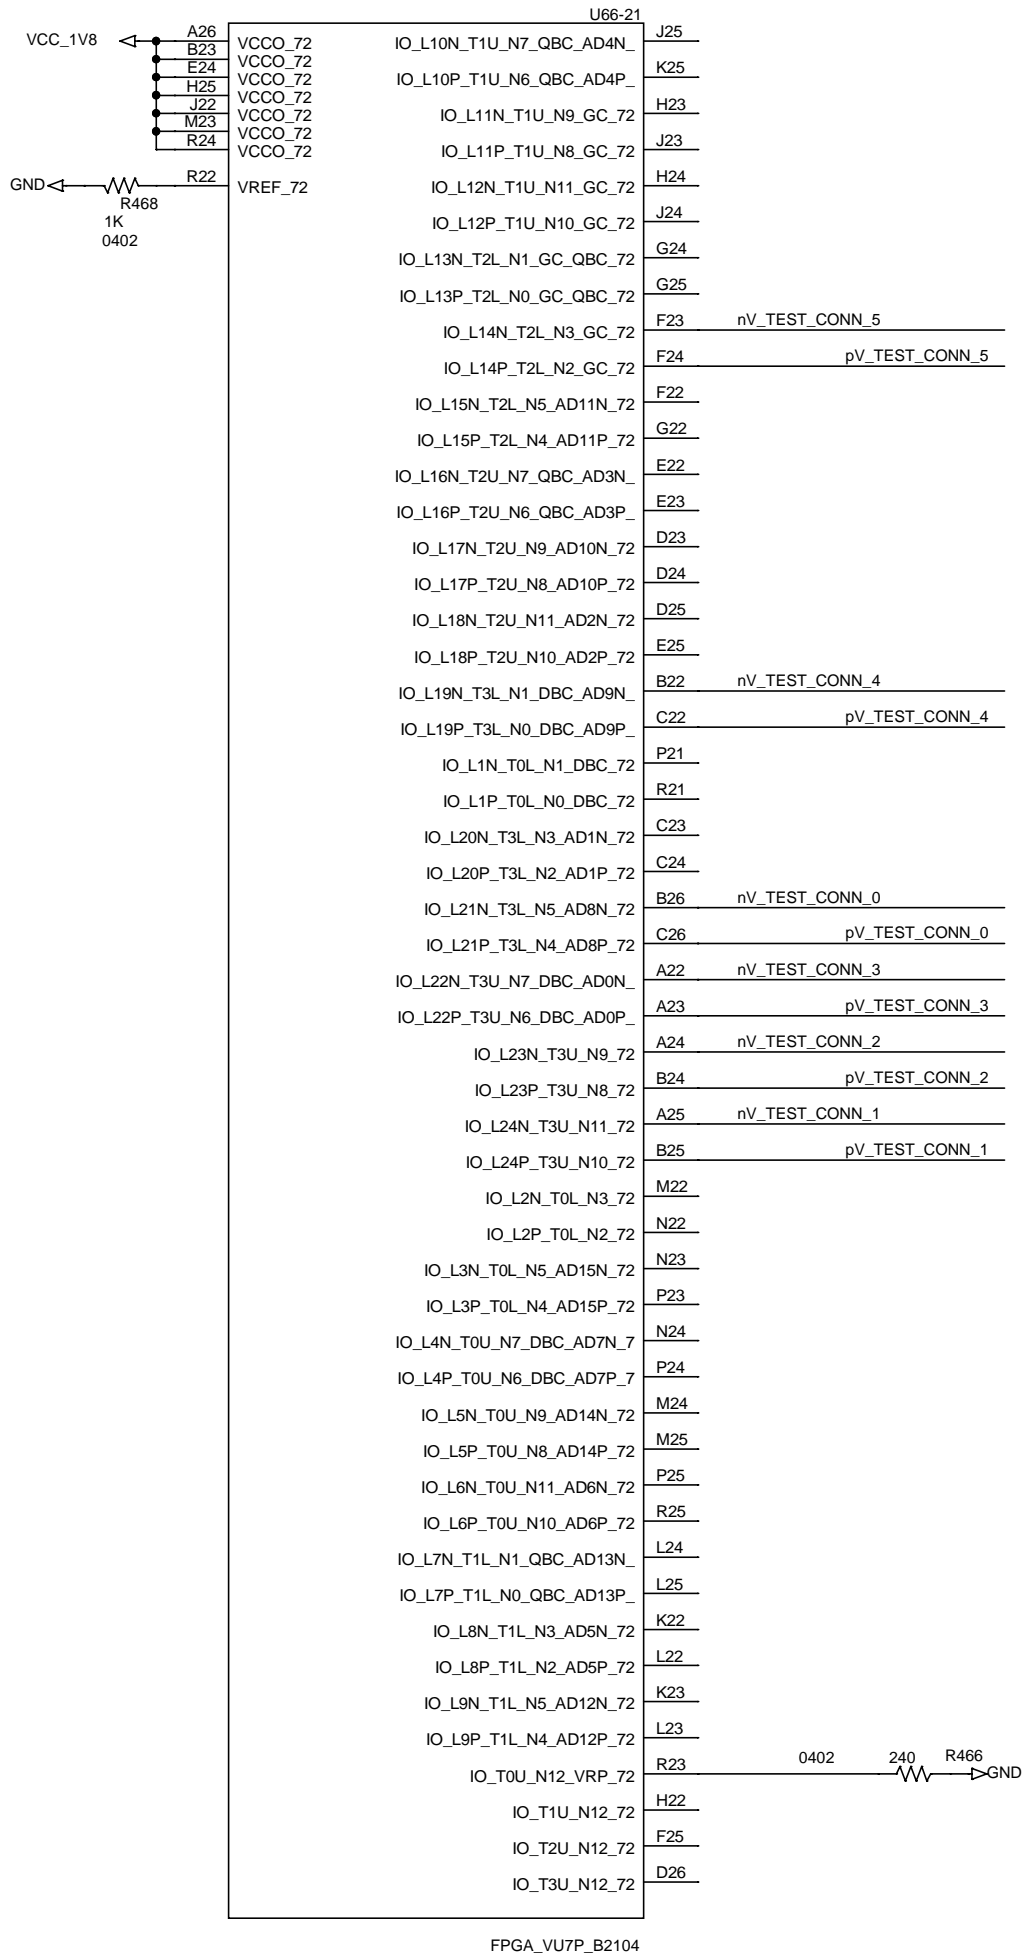 U66-21
VCC_1V8 A26 VCCO_72 IO_L10N_T1U_N7_QBC_AD4N_ J25
B23 VCCO_72
E24 VCCO_72 IO_L10P_T1U_N6_QBC_AD4P_ K25
H25 VCCO_72
J22 VCCO_72 IO_L11N_T1U_N9_GC_72 H23
M23 VCCO_72
R24 VCCO_72 IO_L11P_T1U_N8_GC_72 J23
GND R22 VREF_72 IO_L12N_T1U_N11_GC_72 H24
R468
1K IO_L12P_T1U_N10_GC_72 J24
0402
IO_L13N_T2L_N1_GC_QBC_72 G24
IO_L13P_T2L_N0_GC_QBC_72 G25
IO_L14N_T2L_N3_GC_72 F23 nV_TEST_CONN_5
IO_L14P_T2L_N2_GC_72 F24 pV_TEST_CONN_5
IO_L15N_T2L_N5_AD11N_72 F22
IO_L15P_T2L_N4_AD11P_72 G22
IO_L16N_T2U_N7_QBC_AD3N_ E22
IO_L16P_T2U_N6_QBC_AD3P_ E23
IO_L17N_T2U_N9_AD10N_72 D23
IO_L17P_T2U_N8_AD10P_72 D24
IO_L18N_T2U_N11_AD2N_72 D25
IO_L18P_T2U_N10_AD2P_72 E25
IO_L19N_T3L_N1_DBC_AD9N_ B22 nV_TEST_CONN_4
IO_L19P_T3L_N0_DBC_AD9P_ C22 pV_TEST_CONN_4
IO_L1N_T0L_N1_DBC_72 P21
IO_L1P_T0L_N0_DBC_72 R21
IO_L20N_T3L_N3_AD1N_72 C23
IO_L20P_T3L_N2_AD1P_72 C24
IO_L21N_T3L_N5_AD8N_72 B26 nV_TEST_CONN_0
IO_L21P_T3L_N4_AD8P_72 C26 pV_TEST_CONN_0
IO_L22N_T3U_N7_DBC_AD0N_ A22 nV_TEST_CONN_3
IO_L22P_T3U_N6_DBC_AD0P_ A23 pV_TEST_CONN_3
IO_L23N_T3U_N9_72 A24 nV_TEST_CONN_2
IO_L23P_T3U_N8_72 B24 pV_TEST_CONN_2
IO_L24N_T3U_N11_72 A25 nV_TEST_CONN_1
IO_L24P_T3U_N10_72 B25 pV_TEST_CONN_1
IO_L2N_T0L_N3_72 M22
IO_L2P_T0L_N2_72 N22
IO_L3N_T0L_N5_AD15N_72 N23
IO_L3P_T0L_N4_AD15P_72 P23
IO_L4N_T0U_N7_DBC_AD7N_7 N24
IO_L4P_T0U_N6_DBC_AD7P_7 P24
IO_L5N_T0U_N9_AD14N_72 M24
IO_L5P_T0U_N8_AD14P_72 M25
IO_L6N_T0U_N11_AD6N_72 P25
IO_L6P_T0U_N10_AD6P_72 R25
IO_L7N_T1L_N1_QBC_AD13N_ L24
IO_L7P_T1L_N0_QBC_AD13P_ L25
IO_L8N_T1L_N3_AD5N_72 K22
IO_L8P_T1L_N2_AD5P_72 L22
IO_L9N_T1L_N5_AD12N_72 K23
IO_L9P_T1L_N4_AD12P_72 L23
IO_T0U_N12_VRP_72 R23 0402 240 R466 GND
IO_T1U_N12_72 H22
IO_T2U_N12_72 F25
IO_T3U_N12_72 D26
FPGA_VU7P_B2104